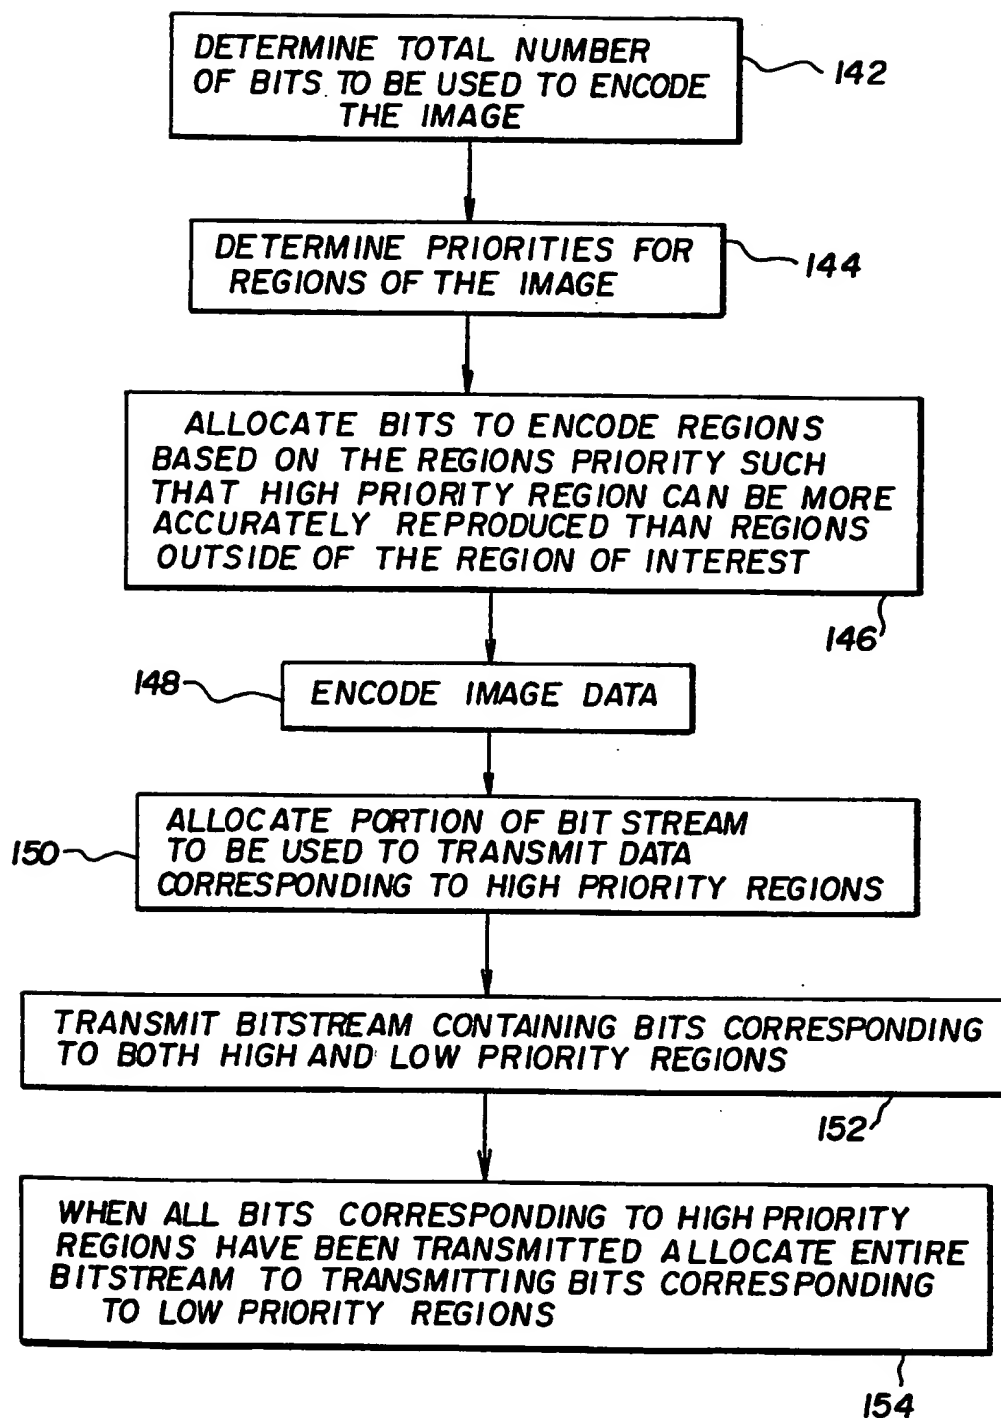 DETERMINE TOTAL NUMBER
OF BITS TO BE USED TO ENCODE
THE IMAGE
142
DETERMINE PRIORITIES FOR
REGIONS OF THE IMAGE
144
ALLOCATE BITS TO ENCODE REGIONS
BASED ON THE REGIONS PRIORITY SUCH
THAT HIGH PRIORITY REGION CAN BE MORE
ACCURATELY REPRODUCED THAN REGIONS
OUTSIDE OF THE REGION OF INTEREST
146
148
ENCODE IMAGE DATA
ALLOCATE PORTION OF BIT STREAM
TO BE USED TO TRANSMIT DATA
CORRESPONDING TO HIGH PRIORITY REGIONS
150
TRANSMIT BITSTREAM CONTAINING BITS CORRESPONDING
TO BOTH HIGH AND LOW PRIORITY REGIONS
152
WHEN ALL BITS CORRESPONDING TO HIGH PRIORITY
REGIONS HAVE BEEN TRANSMITTED ALLOCATE ENTIRE
BITSTREAM TO TRANSMITTING BITS CORRESPONDING
TO LOW PRIORITY REGIONS
154